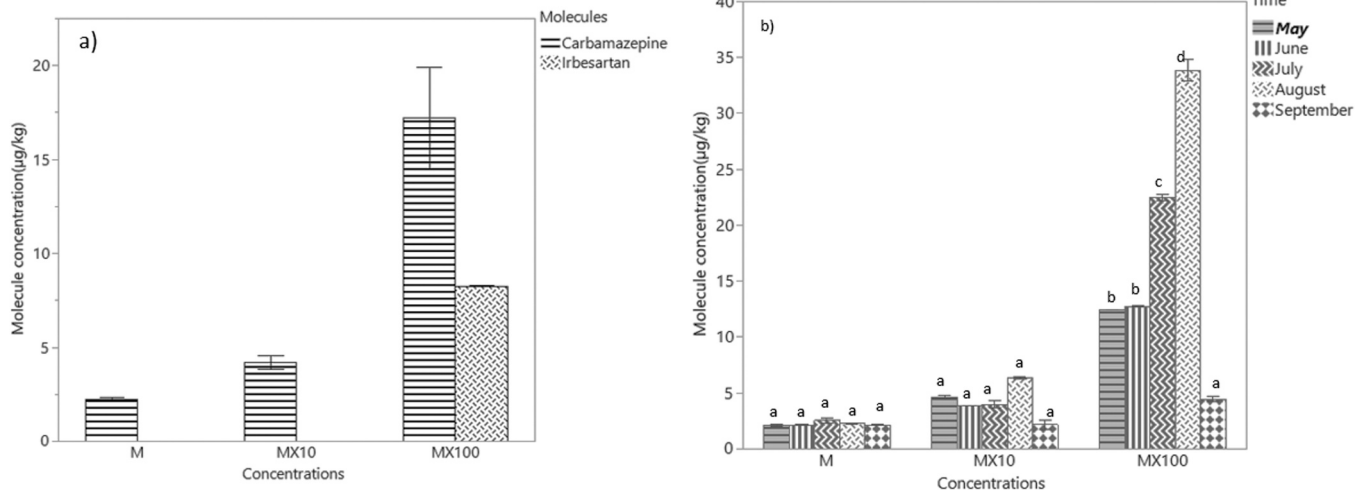 Molecules
Carbamazepine
Irbesartan
a)
20
15
10
5
0
Molecule concentration(µg/kg)
M
MX10
MX100
Concentrations
Time
May
June
July
August
September
b)
40
35
30
25
20
15
10
5
0
Molecule concentration(µg/kg)
a a a a a
a a a a a
b b c d a
M
MX10
MX100
Concentrations